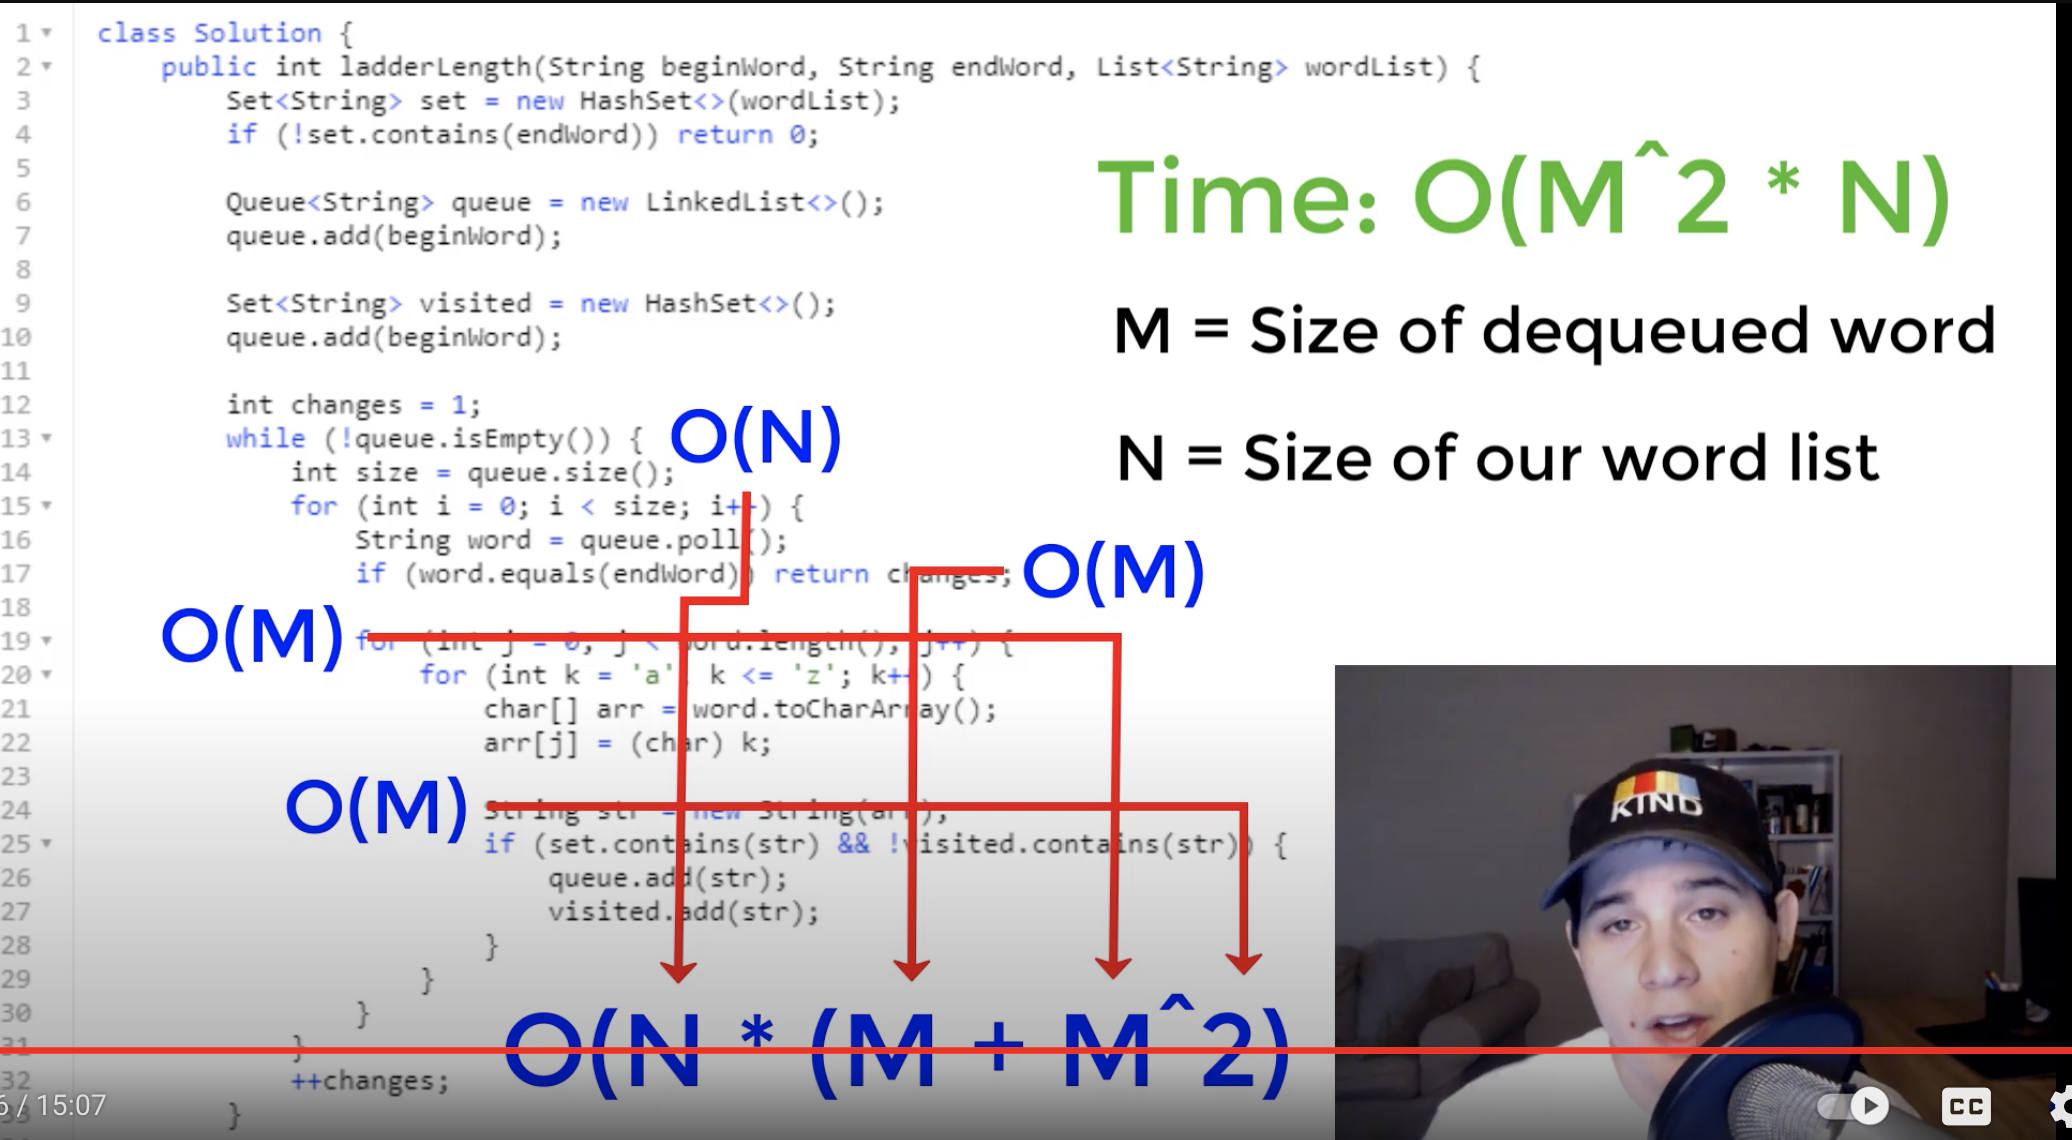 1 class Solution {
2 public int ladderLength(String beginWord, String endWord, List<String> wordList) {
3 Set<String> set = new HashSet<>(wordList);
4 if (!set.contains(endWord)) return 0;
5
6 Queue<String> queue = new LinkedList<>();
7 queue.add(beginWord);
8
9 Set<String> visited = new HashSet<>();
10 queue.add(beginWord);
11
12 int changes = 1;
13 while (!queue.isEmpty()) { O(N)
14 int size = queue.size();
15 for (int i = 0; i < size; i++) {
16 String word = queue.poll();
17 if (word.equals(endWord)) return changes; O(M)
18
19 O(M) for (int j = 0; j < word.length(); j++) {
20 for (int k = 'a'; k <= 'z'; k++) {
21 char[] arr = word.toCharArray();
22 arr[j] = (char) k;
23
24 O(M) String str = new String(arr);
25 if (set.contains(str) && !visited.contains(str)) {
26 queue.add(str);
27 visited.add(str);
28 }
29 }
30 }
31 }
32 ++changes;
33 }
Time: O(M^2 * N)
M = Size of dequeued word
N = Size of our word list
O(N * (M + M^2)
KIND
6 / 15:07
CC